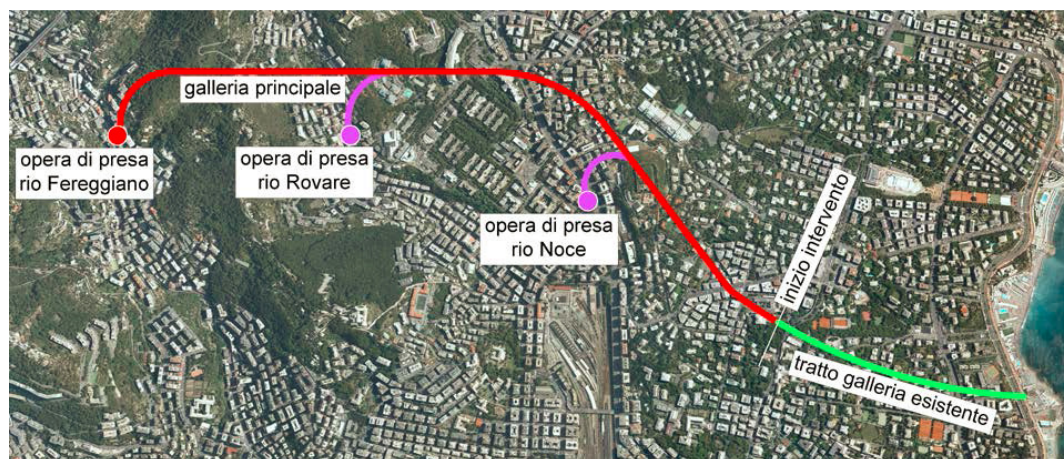 galleria principale
opera di presa
rio Fereggiano
opera di presa
rio Rovare
opera di presa
rio Noce
inizio intervento
tratto galleria esistente